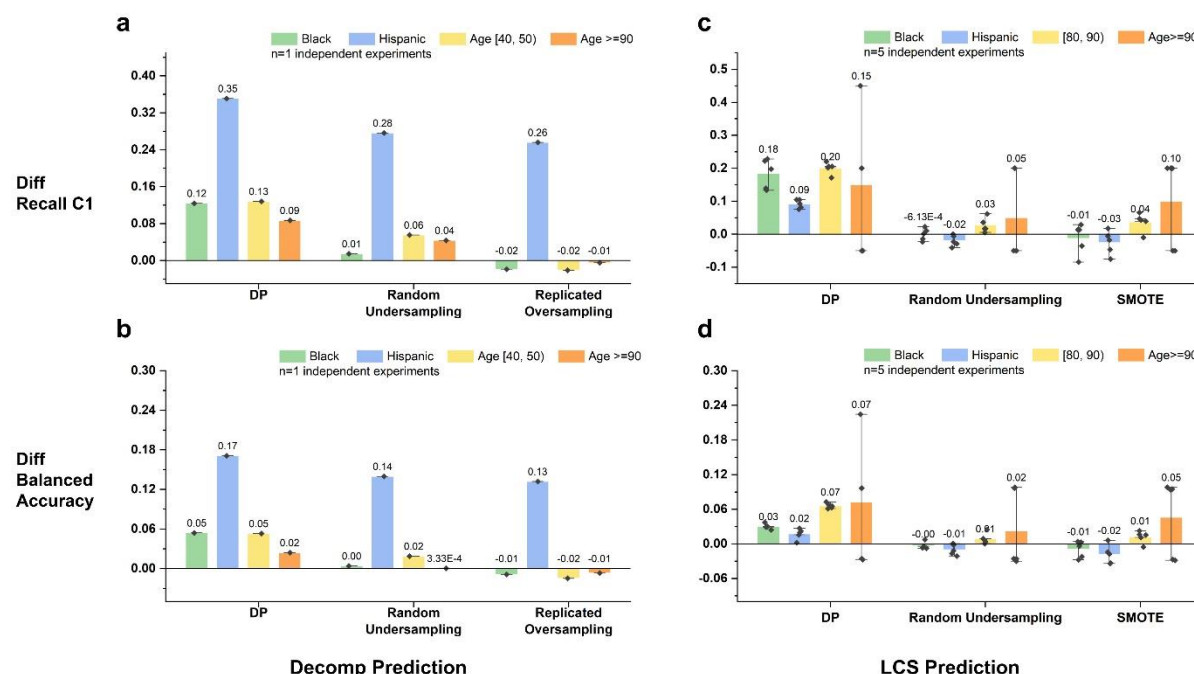 a
Black Hispanic Age [40, 50) Age >=90
n=1 independent experiments
Diff
Recall C1
0.40
0.32
0.24
0.16
0.08
0.00
0.12 0.35 0.13 0.09
0.01 0.28 0.06 0.04
-0.02 0.26 -0.02 -0.01
DP
Random
Undersampling
Replicated
Oversampling
c
Black Hispanic [80, 90) Age>=90
n=5 independent experiments
0.5
0.4
0.3
0.2
0.1
0.0
-0.1
0.18 0.09 0.20 0.15
-6.13E-4 -0.02 0.03 0.05
-0.01 -0.03 0.04 0.10
DP Random Undersampling SMOTE
b
Black Hispanic Age [40, 50) Age >=90
n=1 independent experiments
Diff
Balanced
Accuracy
0.30
0.24
0.18
0.12
0.06
0.00
0.05 0.17 0.05 0.02
0.00 0.14 0.02 3.33E-4
-0.01 0.13 -0.02 -0.01
DP
Random
Undersampling
Replicated
Oversampling
Decomp Prediction
d
Black Hispanic [80, 90) Age>=90
n=5 independent experiments
0.30
0.24
0.18
0.12
0.06
0.00
-0.06
0.03 0.02 0.07 0.07
-0.00 -0.01 0.01 0.02
-0.01 -0.02 0.01 0.05
DP Random Undersampling SMOTE
LCS Prediction